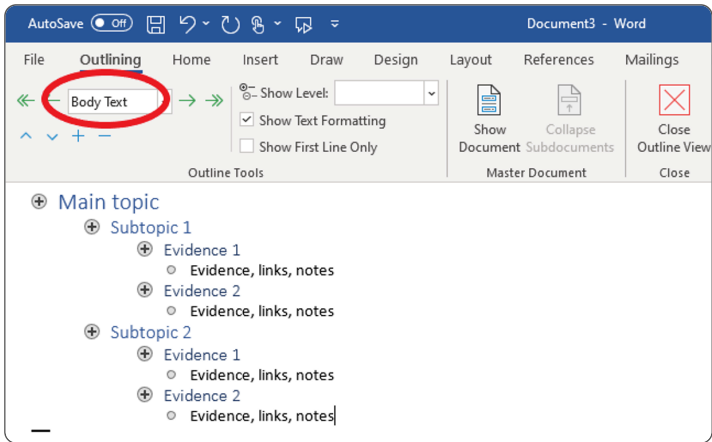 AutoSave Off Document3 - Word
File Outlining Home Insert Draw Design Layout References Mailings
Body Text
Show Level:
Show Text Formatting
Show First Line Only
Outline Tools
Show Document
Collapse Subdocuments
Master Document
Close Outline View
Close
Main topic
Subtopic 1
Evidence 1
Evidence, links, notes
Evidence 2
Evidence, links, notes
Subtopic 2
Evidence 1
Evidence, links, notes
Evidence 2
Evidence, links, notes